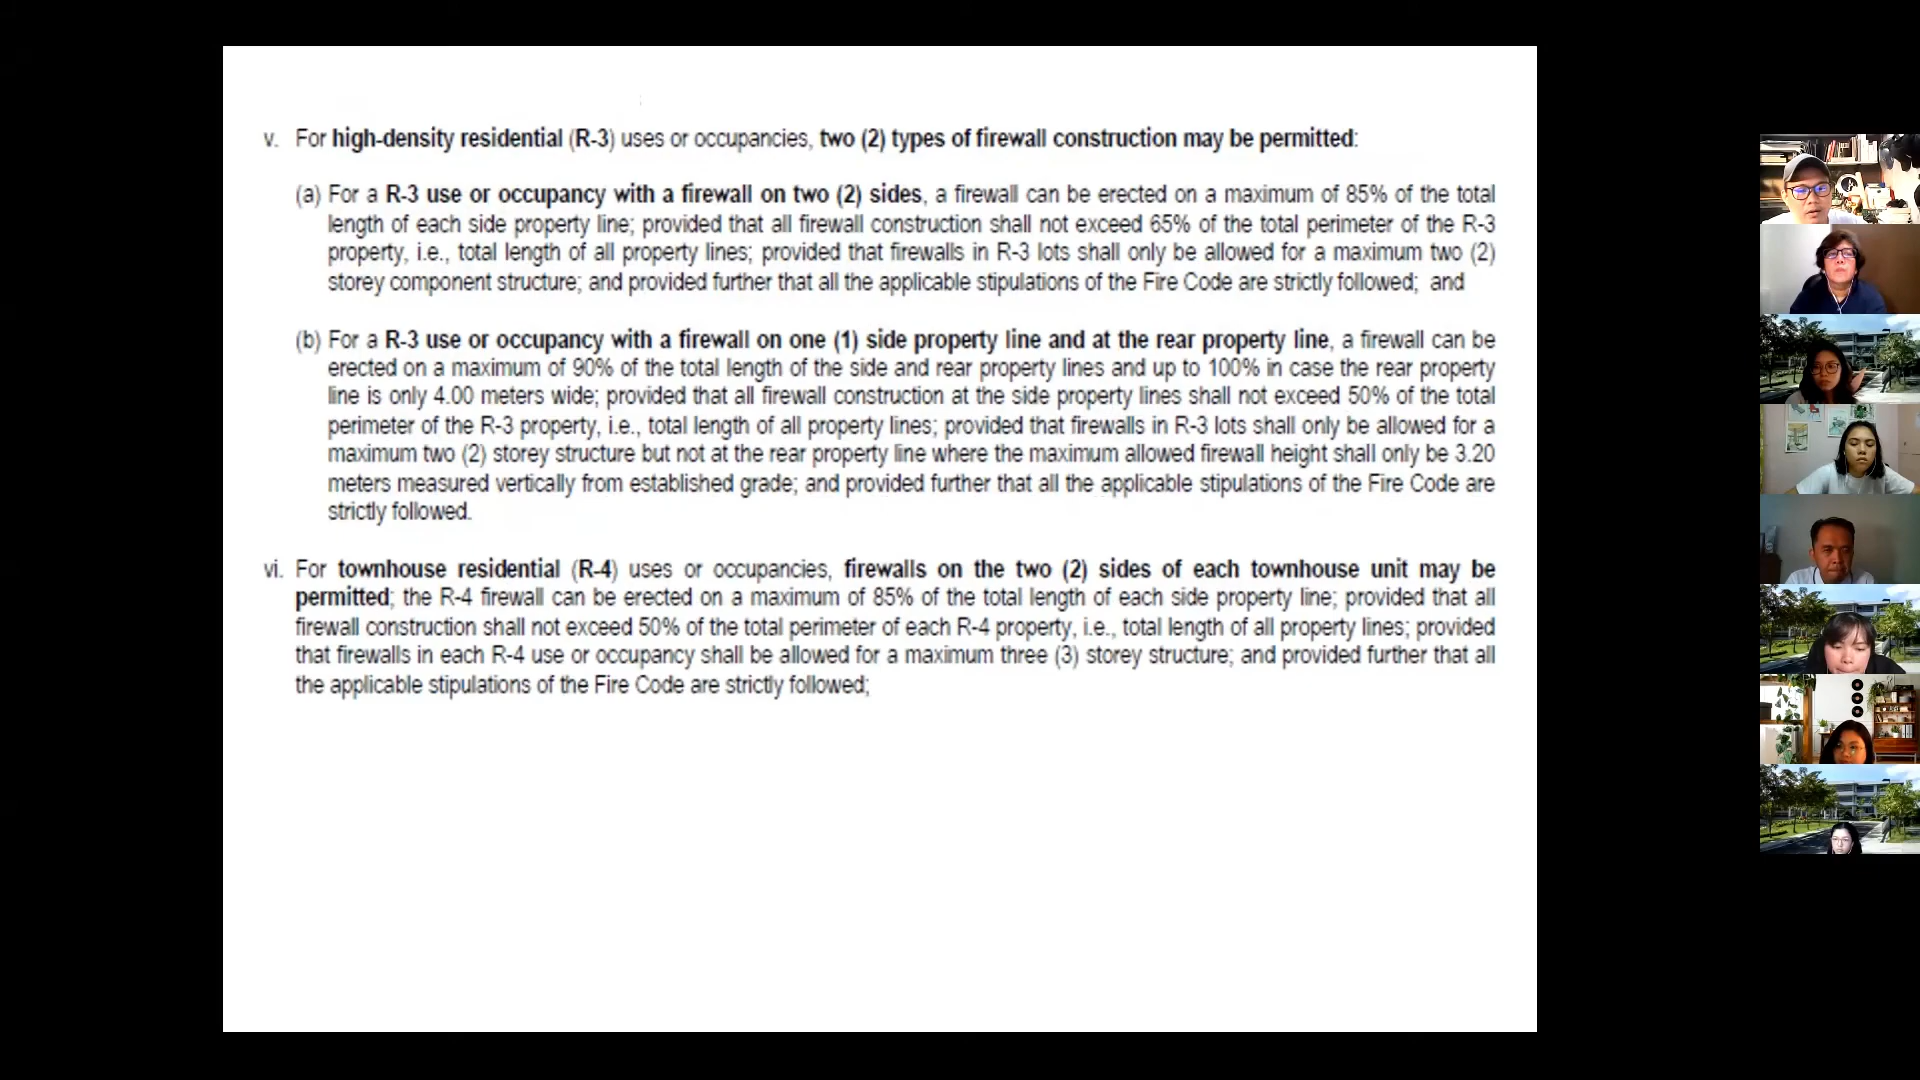 v. For high-density residential (R-3) uses or occupancies, two (2) types of firewall construction may be permitted:
(a) For a R-3 use or occupancy with a firewall on two (2) sides, a firewall can be erected on a maximum of 85% of the total
length of each side property line; provided that all firewall construction shall not exceed 65% of the total perimeter of the R-3
property, i.e., total length of all property lines; provided that firewalls in R-3 lots shall only be allowed for a maximum two (2)
storey component structure; and provided further that all the applicable stipulations of the Fire Code are strictly followed; and
(b) For a R-3 use or occupancy with a firewall on one (1) side property line and at the rear property line, a firewall can be
erected on a maximum of 90% of the total length of the side and rear property lines and up to 100% in case the rear property
line is only 4.00 meters wide; provided that all firewall construction at the side property lines shall not exceed 50% of the total
perimeter of the R-3 property, i.e., total length of all property lines; provided that firewalls in R-3 lots shall only be allowed for a
maximum two (2) storey structure but not at the rear property line where the maximum allowed firewall height shall only be 3.20
meters measured vertically from established grade; and provided further that all the applicable stipulations of the Fire Code are
strictly followed.
vi. For townhouse residential (R-4) uses or occupancies, firewalls on the two (2) sides of each townhouse unit may be
permitted; the R-4 firewall can be erected on a maximum of 85% of the total length of each side property line; provided that all
firewall construction shall not exceed 50% of the total perimeter of each R-4 property, i.e., total length of all property lines; provided
that firewalls in each R-4 use or occupancy shall be allowed for a maximum three (3) storey structure; and provided further that all
the applicable stipulations of the Fire Code are strictly followed;